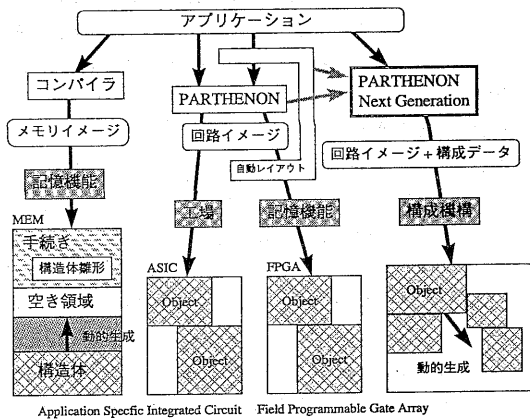 アプリケーション
コンパイラ
PARTHENON
PARTHENON
Next Generation
メモリイメージ
回路イメージ
自動レイアウト
回路イメージ+構成データ
記憶機能
工場
記憶機能
構成機構
MEM
手続き
構造体雛形
空き領域
動的生成
構造体
ASIC
Object
Object
FPGA
Object
Object
Object
動的生成
Application Specfic Integrated Circuit
Field Programmable Gate Array